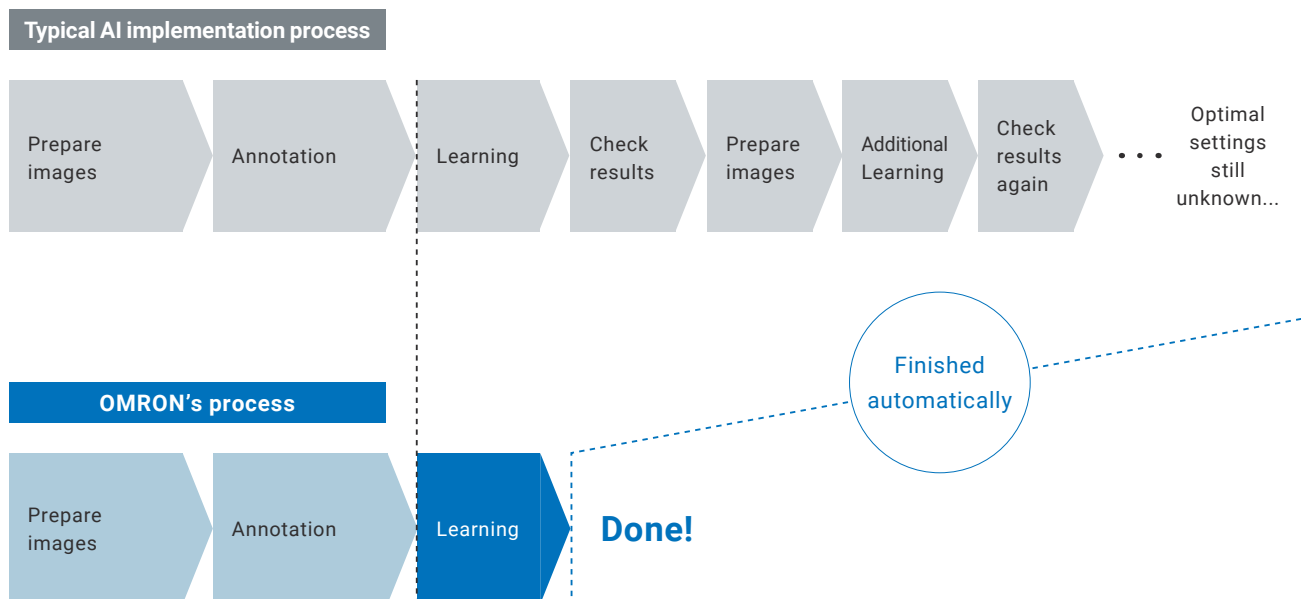 Typical AI implementation process
Prepare
images
Annotation
Learning
Check
results
Prepare
images
Additional
Learning
Check
results
again
• • •
Optimal
settings
still
unknown...
Finished
automatically
OMRON’s process
Prepare
images
Annotation
Learning
Done!